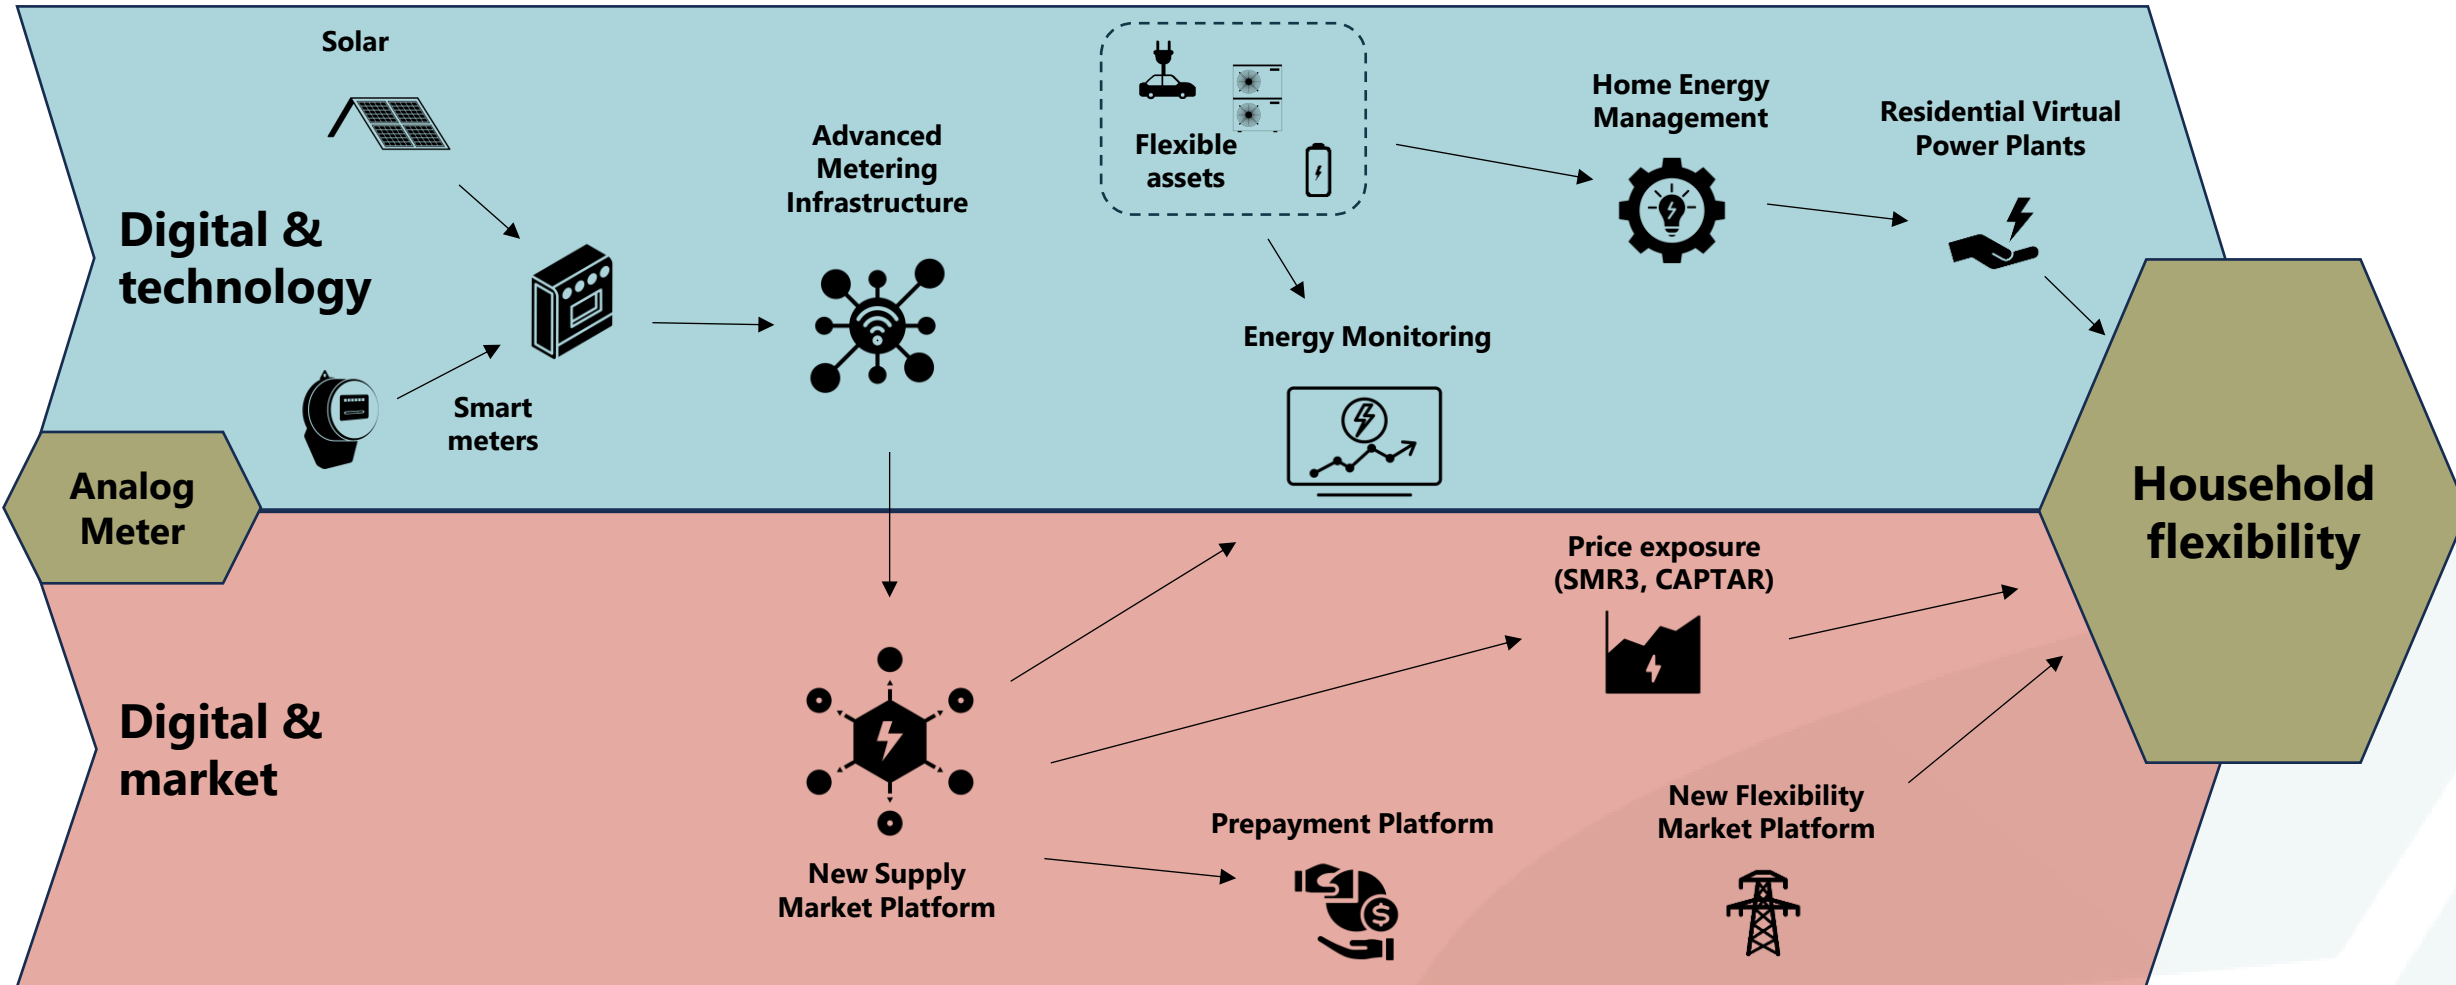 Solar
Digital &
technology
Smart
meters
Advanced
Metering
Infrastructure
Flexible
assets
Energy Monitoring
Home Energy
Management
Residential Virtual
Power Plants
Analog
Meter
Household
flexibility
Digital &
market
New Supply
Market Platform
Prepayment Platform
$
Price exposure
(SMR3, CAPTAR)
New Flexibility
Market Platform